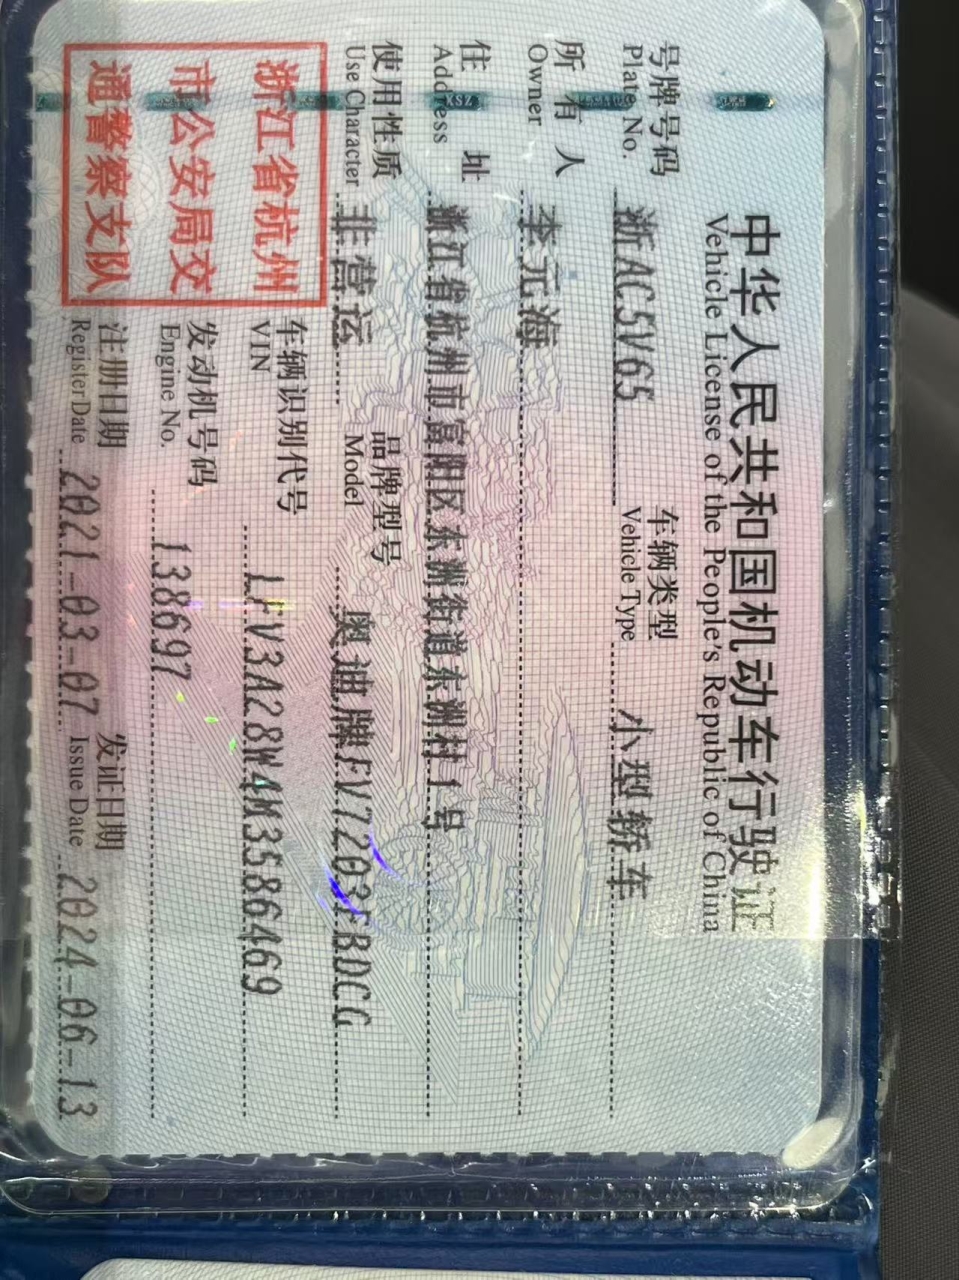 中华人民共和国机动车行驶证
Vehicle License of the People's Republic of China
号牌号码 浙AC5V65 车辆类型 小型轿车
Plate No. Vehicle Type
所有人 李元海
Owner
住址 浙江省杭州市富阳区东洲街道东洲村1号
Address
使用性质 非营运 品牌型号 奥迪牌FV7203FBDCG
Use Character Model
浙江省杭州
市公安局交
通警察支队
车辆识别代号 LFV3A28W4M3586469
VIN
发动机号码 138697
Engine No.
注册日期 2021-03-07 发证日期 2024-06-13
Register Date Issue Date